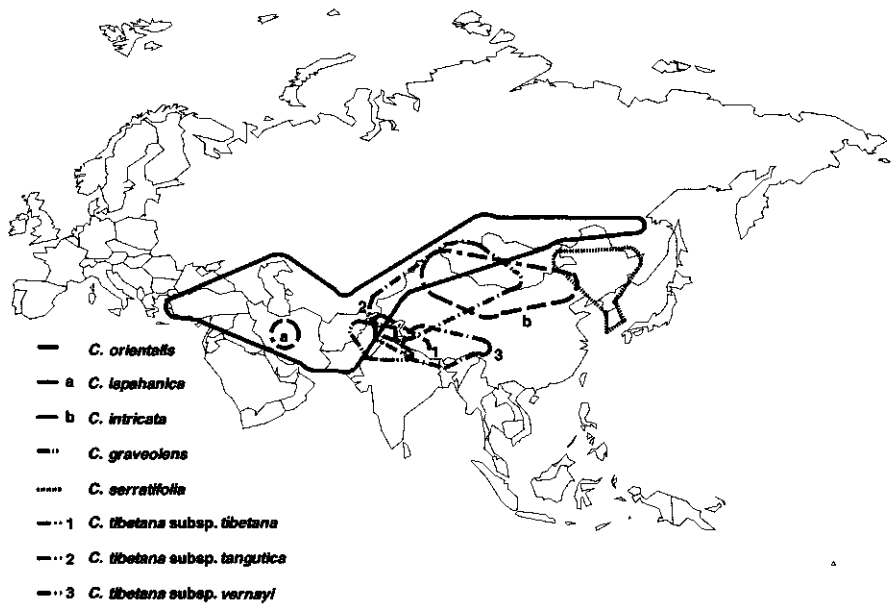 2
a
b
1
3
C. orientalis
a C. ispahanica
b C. intricata
C. graveolens
C. serratifolia
1 C. tibetana subsp. tibetana
2 C. tibetana subsp. tangutica
3 C. tibetana subsp. vernayi